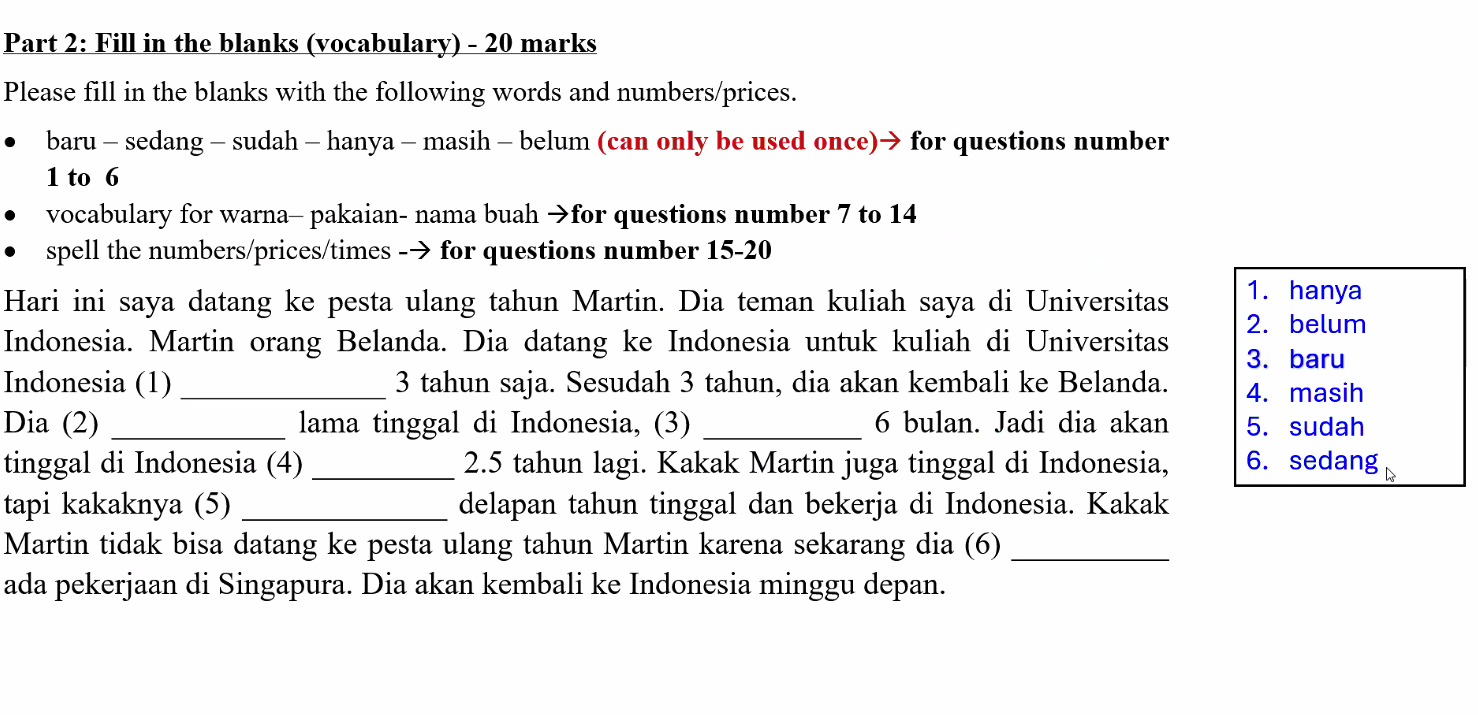 Part 2: Fill in the blanks (vocabulary) - 20 marks
Please fill in the blanks with the following words and numbers/prices.
• baru – sedang – sudah – hanya – masih – belum (can only be used once)→ for questions number
1 to 6
• vocabulary for warna– pakaian- nama buah →for questions number 7 to 14
• spell the numbers/prices/times -→ for questions number 15-20
Hari ini saya datang ke pesta ulang tahun Martin. Dia teman kuliah saya di Universitas
Indonesia. Martin orang Belanda. Dia datang ke Indonesia untuk kuliah di Universitas
Indonesia (1) ______________ 3 tahun saja. Sesudah 3 tahun, dia akan kembali ke Belanda.
Dia (2) ____________ lama tinggal di Indonesia, (3) ___________ 6 bulan. Jadi dia akan
tinggal di Indonesia (4) __________ 2.5 tahun lagi. Kakak Martin juga tinggal di Indonesia,
tapi kakaknya (5) ______________ delapan tahun tinggal dan bekerja di Indonesia. Kakak
Martin tidak bisa datang ke pesta ulang tahun Martin karena sekarang dia (6) ___________
ada pekerjaan di Singapura. Dia akan kembali ke Indonesia minggu depan.
1. hanya
2. belum
3. baru
4. masih
5. sudah
6. sedang